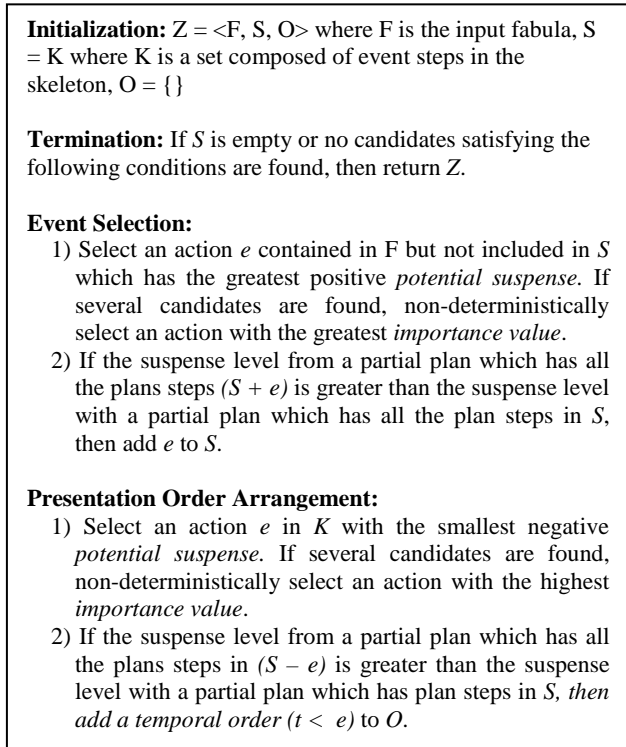 Initialization: Z = <F, S, O> where F is the input fabula, S
= K where K is a set composed of event steps in the
skeleton, O = {}
Termination: If S is empty or no candidates satisfying the
following conditions are found, then return Z.
Event Selection:
1) Select an action e contained in F but not included in S
which has the greatest positive potential suspense. If
several candidates are found, non-deterministically
select an action with the greatest importance value.
2) If the suspense level from a partial plan which has all
the plans steps (S + e) is greater than the suspense level
with a partial plan which has all the plan steps in S,
then add e to S.
Presentation Order Arrangement:
1) Select an action e in K with the smallest negative
potential suspense. If several candidates are found,
non-deterministically select an action with the highest
importance value.
2) If the suspense level from a partial plan which has all
the plans steps in (S – e) is greater than the suspense
level with a partial plan which has plan steps in S, then
add a temporal order (t < e) to O.